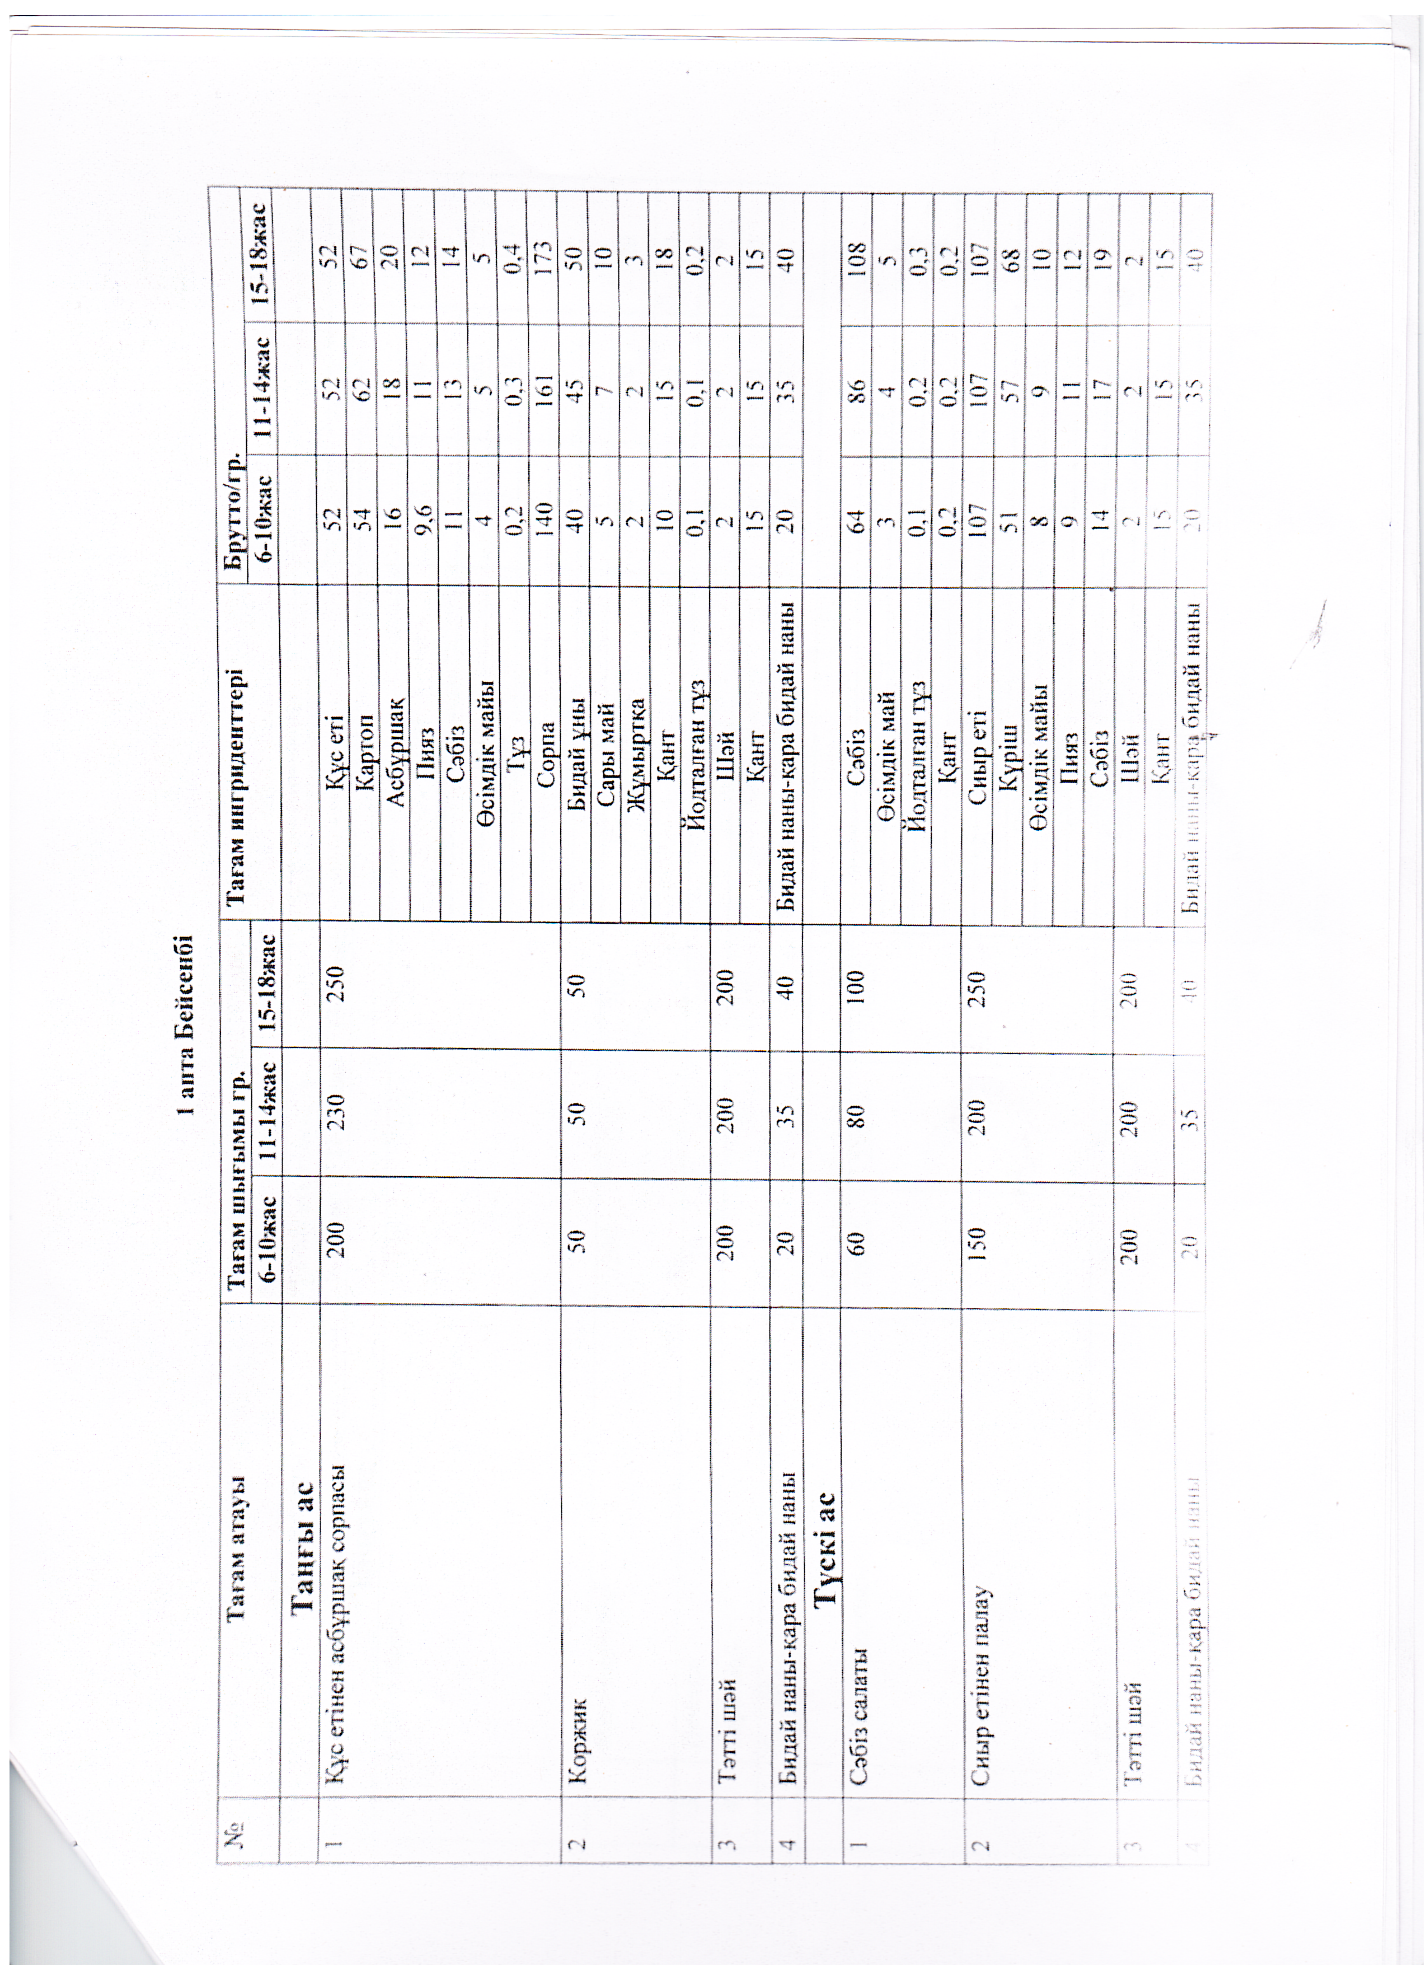 1 апта Бейсенбі
№ Тағам атауы Тағам шығымы гр. Тағам ингриденттері Брутто/гр.
6-10жас 11-14жас 15-18жас 6-10жас 11-14жас 15-18жас
Таңғы ас
1 Құс етінен асбұршақ сорпасы 200 230 250 Құс еті 52 52 52
Картоп 54 62 67
Асбұршақ 16 18 20
Пияз 9,6 11 12
Сәбіз 11 13 14
Өсімдік майы 4 5 5
Тұз 0,2 0,3 0,4
Сорпа 140 161 173
2 Коржик 50 50 50 Бидай ұны 40 45 50
Сары май 5 7 10
Жұмыртқа 2 2 3
Қант 10 15 18
Йодталған тұз 0,1 0,1 0,2
3 Тәтті шәй 200 200 200 Шәй 2 2 2
Қант 15 15 15
4 Бидай наны-қара бидай наны 20 35 40 Бидай наны-қара бидай наны 20 35 40
Түскі ас
1 Сәбіз салаты 60 80 100 Сәбіз 64 86 108
Өсімдік май 3 4 5
Йодталған тұз 0,1 0,2 0,3
Қант 0,2 0,2 0,2
2 Сиыр етінен палау 150 200 250 Сиыр еті 107 107 107
Күріш 51 57 68
Өсімдік майы 8 9 10
Пияз 9 11 12
Сәбіз 14 17 19
3 Тәтті шәй 200 200 200 Шәй 2 2 2
Қант 15 15 15
4 Бидай наны-қара бидай наны 20 35 40 Бидай наны-қара бидай наны 20 35 40